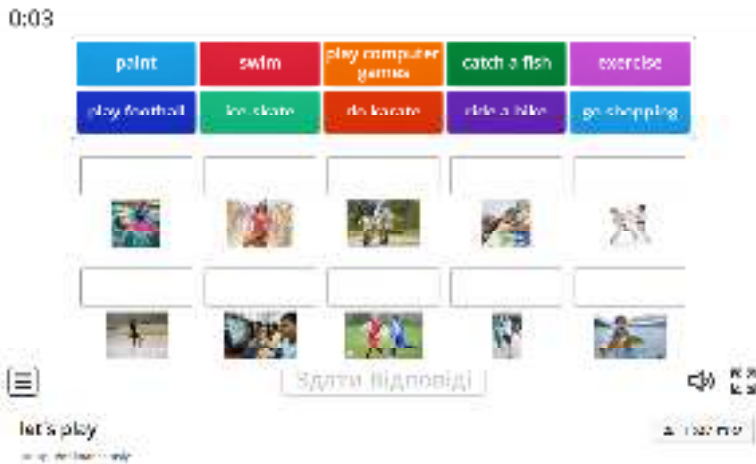 0:03
paint
swim
play computer
games
catch a fish
exercise
play football
ice-skate
do karate
ride a bike
go shopping
Здати відповіді
let's play